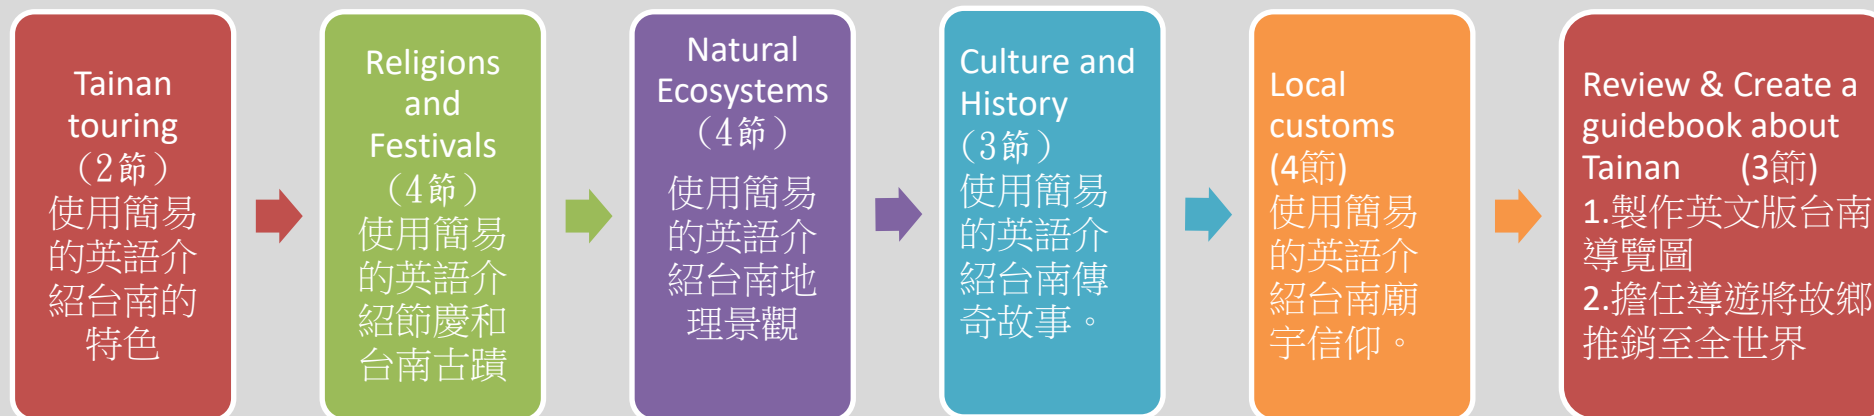 Tainan
touring
（2節）
使用簡易
的英語介
紹台南的
特色
Religions
and
Festivals
（4節）
使用簡易
的英語介
紹節慶和
台南古蹟
Natural
Ecosystems
（4節）
使用簡易
的英語介
紹台南地
理景觀
Culture and
History
（3節）
使用簡易
的英語介
紹台南傳
奇故事。
Local
customs
(4節)
使用簡易
的英語介
紹台南廟
宇信仰。
Review & Create a
guidebook about
Tainan (3節)
1.製作英文版台南
導覽圖
2.擔任導遊將故鄉
推銷至全世界